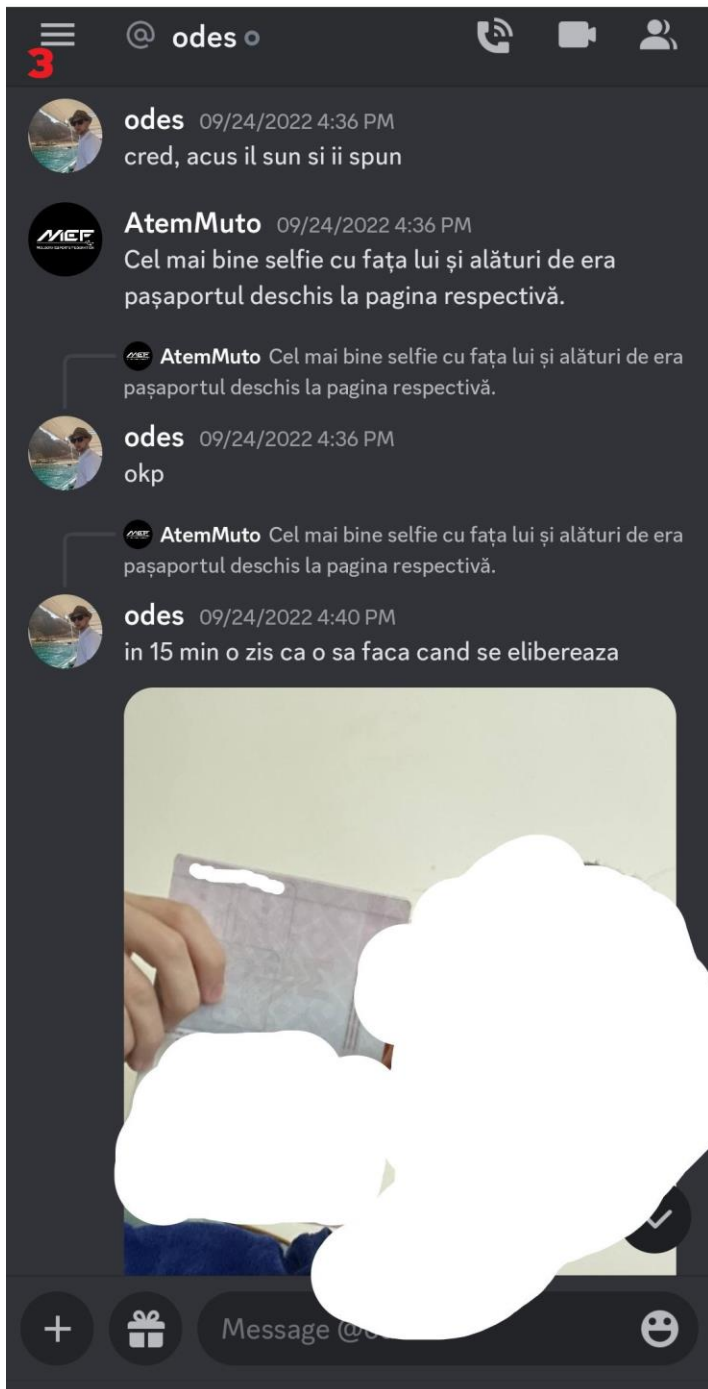 3
@ odes
odes 09/24/2022 4:36 PM
cred, acus il sun si ii spun
MEF
AtemMuto 09/24/2022 4:36 PM
Cel mai bine selfie cu fața lui și alături de era
pașaportul deschis la pagina respectivă.
MEF AtemMuto Cel mai bine selfie cu fața lui și alături de era
pașaportul deschis la pagina respectivă.
odes 09/24/2022 4:36 PM
okp
MEF AtemMuto Cel mai bine selfie cu fața lui și alături de era
pașaportul deschis la pagina respectivă.
odes 09/24/2022 4:40 PM
in 15 min o zis ca o sa faca cand se elibereaza
Message